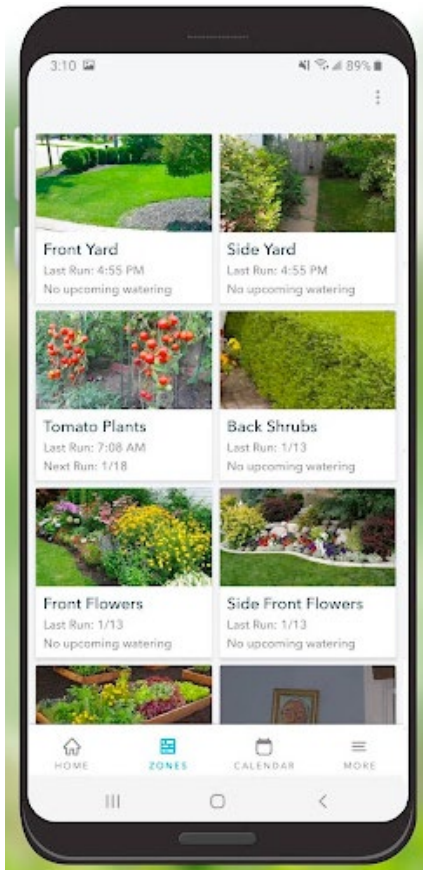 3:10
89%
Front Yard
Last Run: 4:55 PM
No upcoming watering
Side Yard
Last Run: 4:55 PM
No upcoming watering
Tomato Plants
Last Run: 7:08 AM
Next Run: 1/18
Back Shrubs
Last Run: 1/13
No upcoming watering
Front Flowers
Last Run: 1/13
No upcoming watering
Side Front Flowers
Last Run: 1/13
No upcoming watering
HOME
ZONES
CALENDAR
MORE